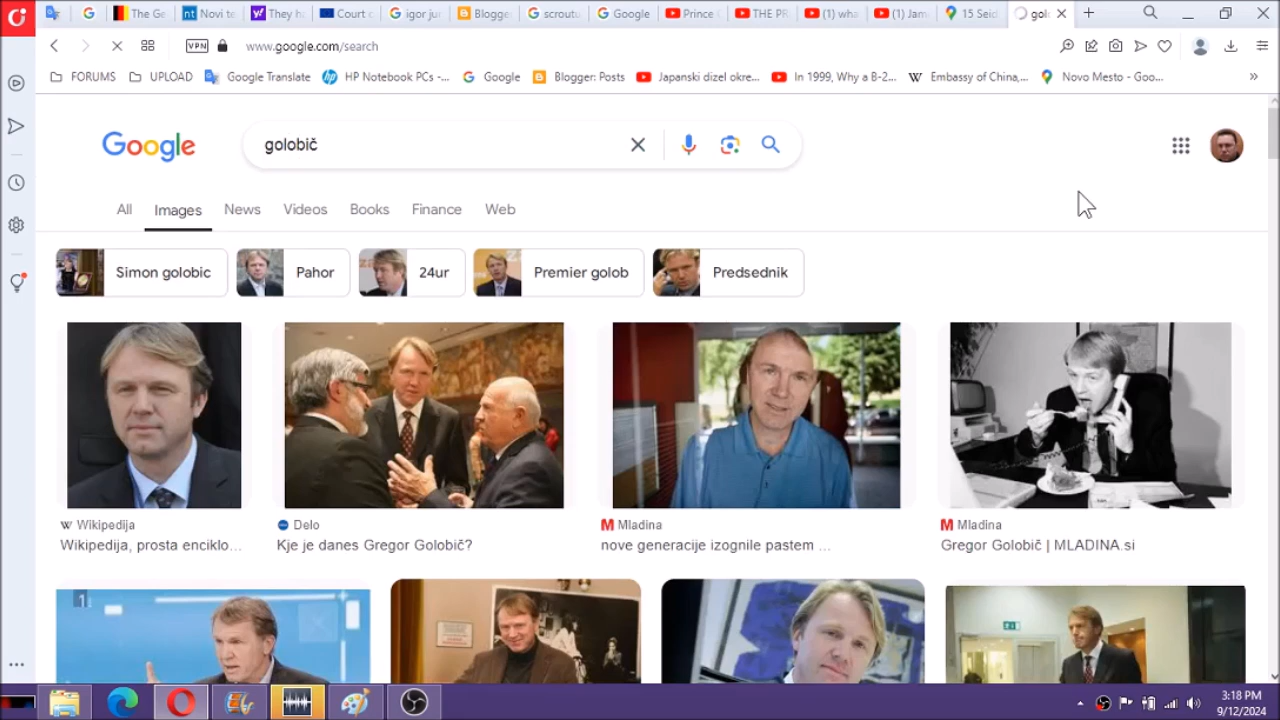 The Ge
Novi te
They h
Court c
igor jur
Blogge
scroutu
Google
Prince (
THE PR
(1) wha
(1) Jam
15 Seid
gol
VPN
www.google.com/search
FORUMS
UPLOAD
Google Translate
HP Notebook PCs -...
Google
Blogger: Posts
Japanski dizel okre...
In 1999, Why a B-2...
Embassy of China,...
Novo Mesto - Goo...
Google
golobič
All
Images
News
Videos
Books
Finance
Web
Simon golobic
Pahor
24ur
Premier golob
Predsednik
Wikipedija
Delo
Mladina
Mladina
Wikipedija, prosta enciklo...
Kje je danes Gregor Golobič?
nove generacije izognile pastem ...
Gregor Golobič | MLADINA.si
3:18 PM
9/12/2024